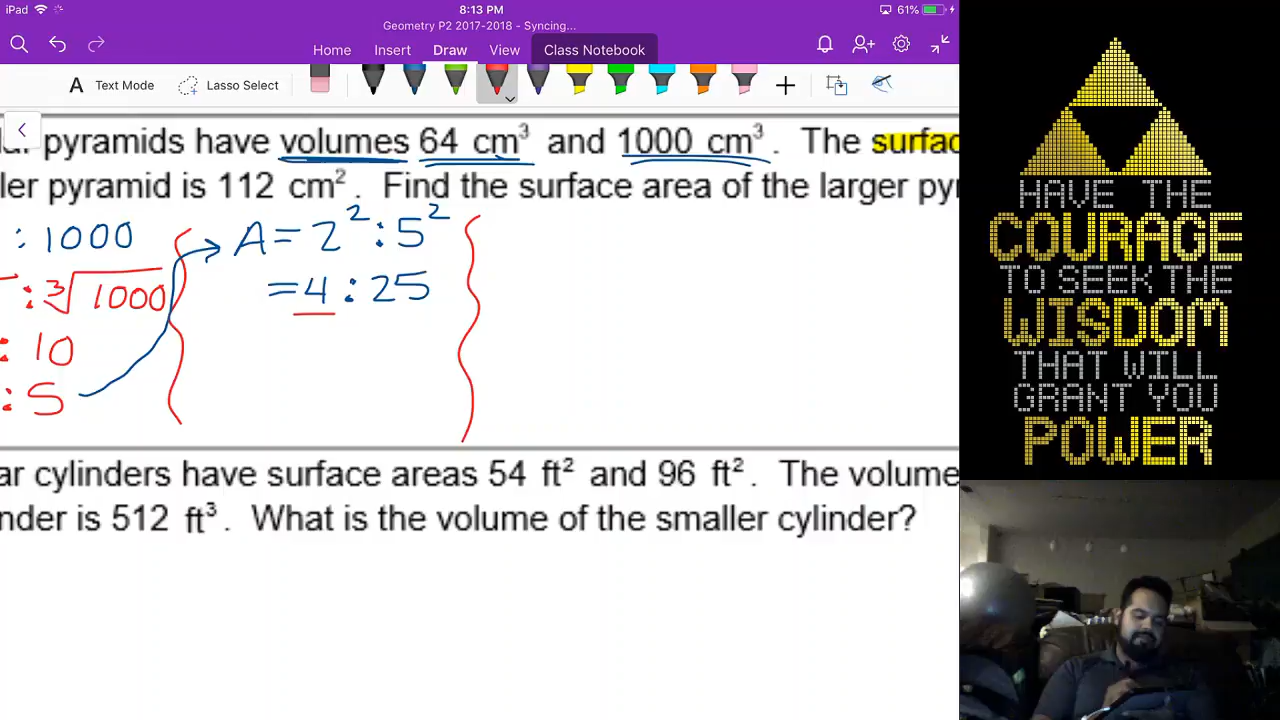 iPad 8:13 PM 61%
Geometry P2 2017-2018 - Syncing...
Home Insert Draw View Class Notebook
A Text Mode Lasso Select
lar pyramids have volumes 64 cm³ and 1000 cm³. The surfac
ler pyramid is 112 cm². Find the surface area of the larger pyr
: 1000
A = 2² : 5²
: ∛1000
= 4 : 25
: 10
: 5
ar cylinders have surface areas 54 ft² and 96 ft². The volume
nder is 512 ft³. What is the volume of the smaller cylinder?
HAVE THE
COURAGE
TO SEEK THE
WISDOM
THAT WILL
GRANT YOU
POWER